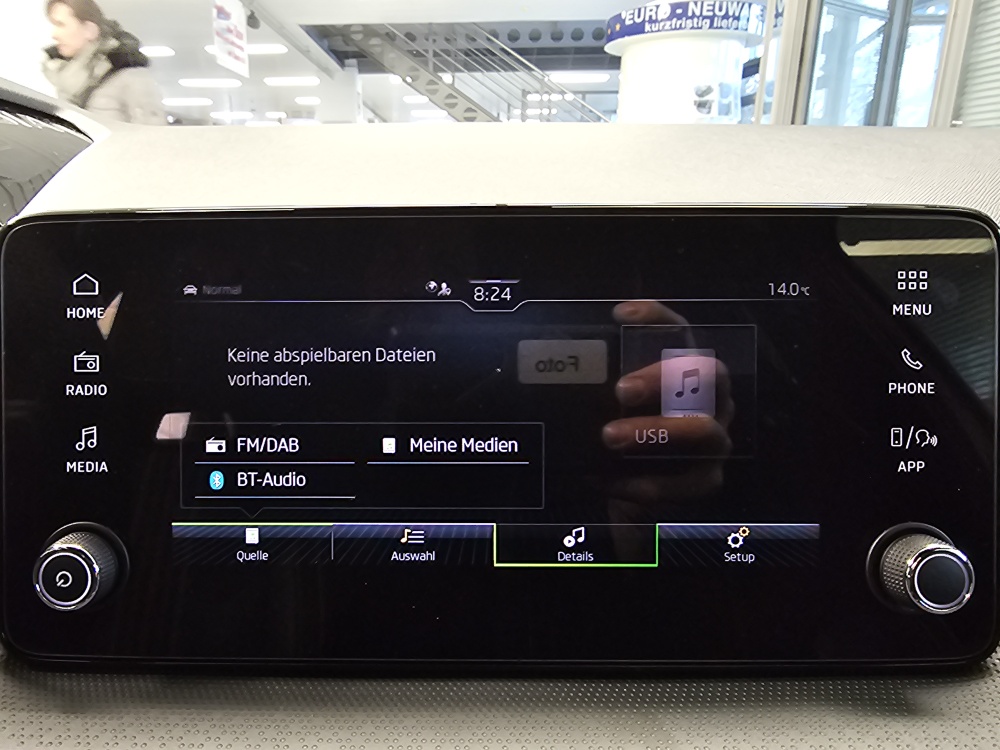 "EURO - NEUWA
kurzfristig liefer
Normal
8:24
14.0°C
HOME
MENU
RADIO
PHONE
MEDIA
APP
Keine abspielbaren Dateien
vorhanden.
Foto
USB
FM/DAB
Meine Medien
BT-Audio
Quelle
Auswahl
Details
Setup